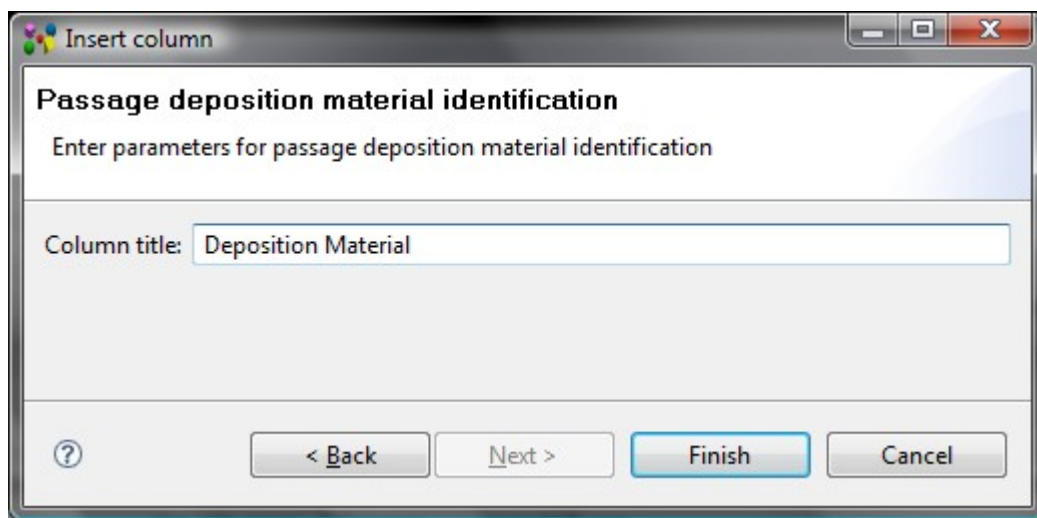 Insert column
Passage deposition material identification
Enter parameters for passage deposition material identification
Column title: Deposition Material
? < Back Next > Finish Cancel